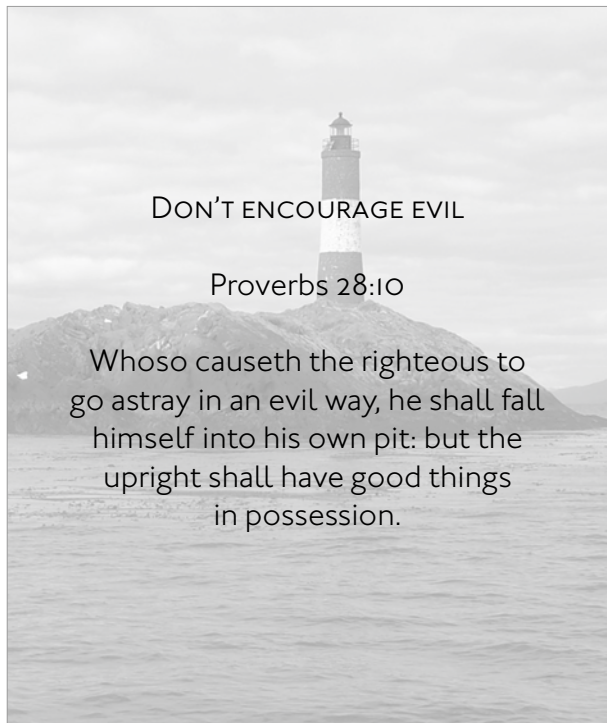 Don’t encourage evil
Proverbs 28:10
Whoso causeth the righteous to
go astray in an evil way, he shall fall
himself into his own pit: but the
upright shall have good things
in possession.